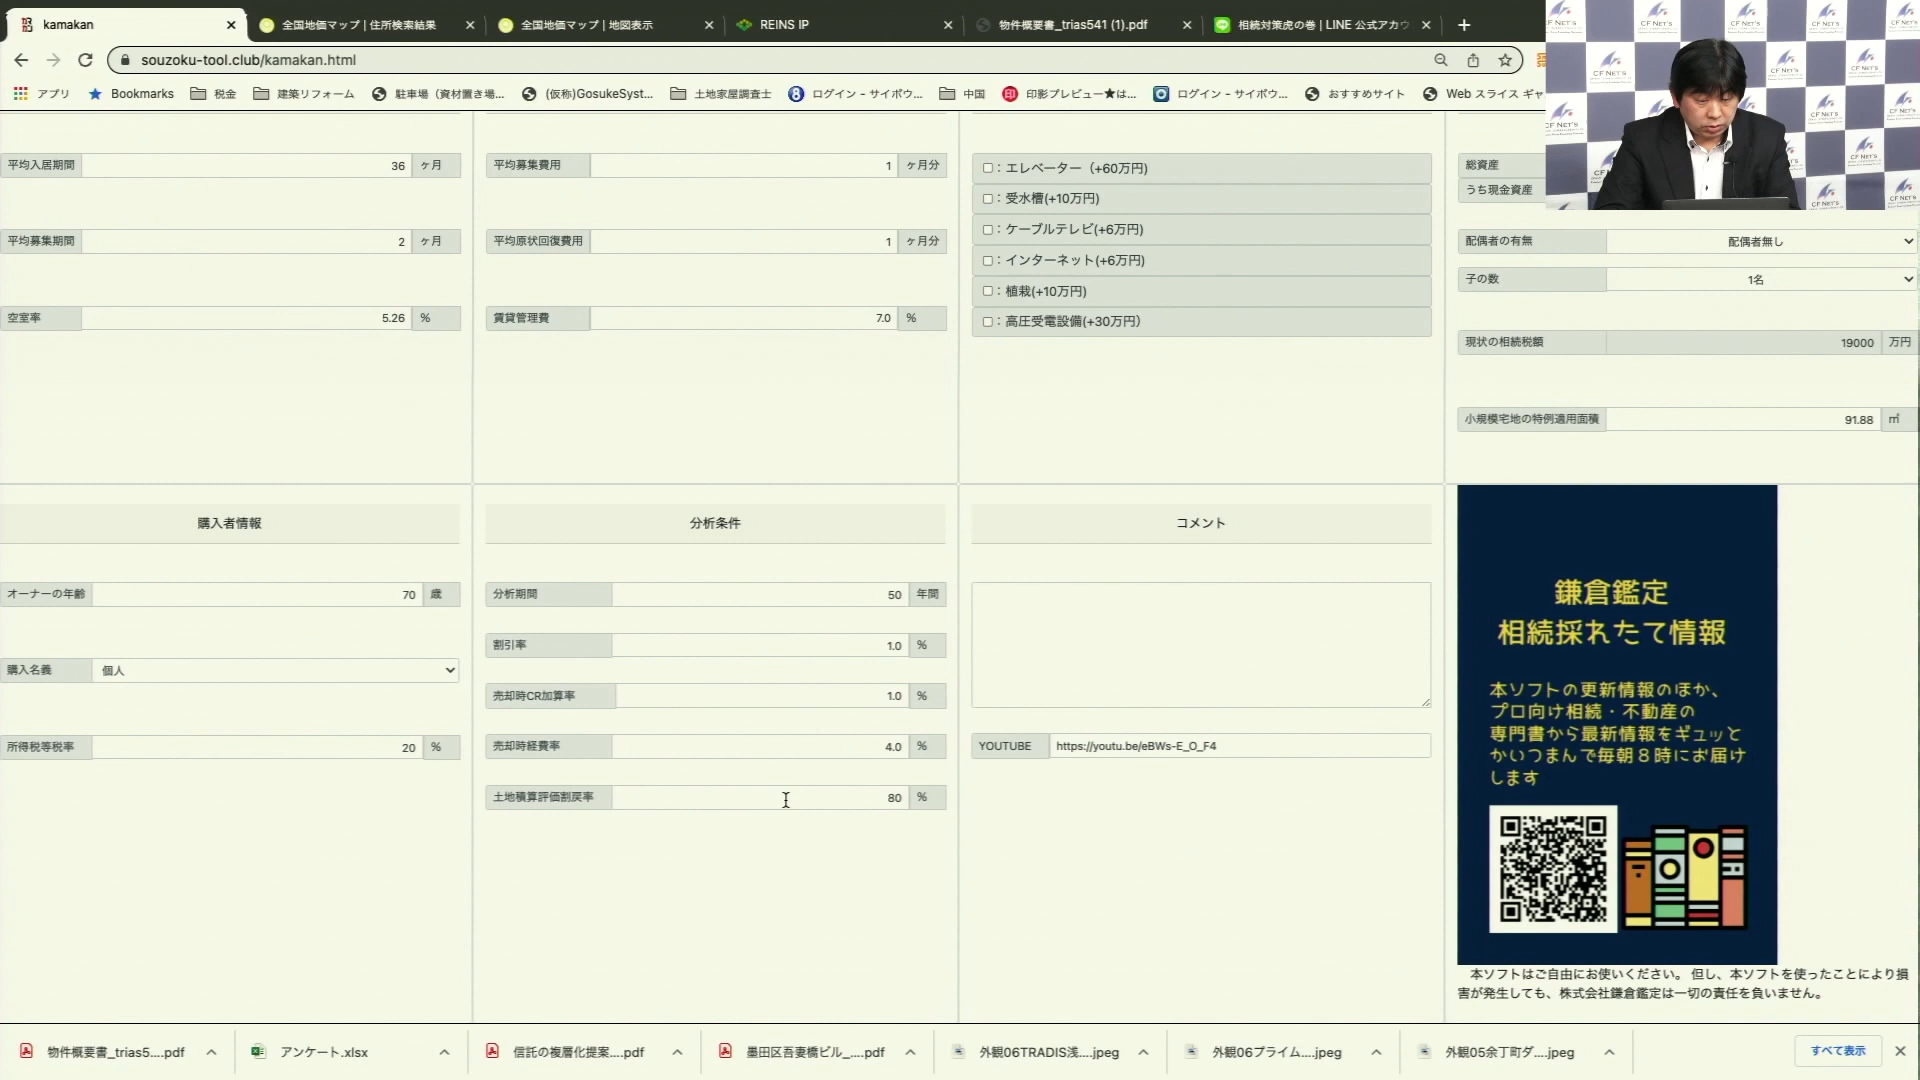 kamakan
全国地価マップ | 住所検索結果
全国地価マップ | 地図表示
REINS IP
物件概要書_trias541 (1).pdf
相続対策虎の巻 | LINE 公式アカウ
souzoku-tool.club/kamakan.html
アプリ
Bookmarks
税金
建築リフォーム
駐車場（資材置き場...
(仮称)GosukeSyst...
土地家屋調査士
ログイン - サイボウ...
中国
印影プレビュー★は...
ログイン - サイボウ...
おすすめサイト
Web スライス ギャ
CF NET'S
平均入居期間 36 ヶ月
平均募集期間 2 ヶ月
空室率 5.26 %
平均募集費用 1 ヶ月分
平均原状回復費用 1 ヶ月分
賃貸管理費 7.0 %
：エレベーター（+60万円)
：受水槽(+10万円)
：ケーブルテレビ(+6万円)
：インターネット(+6万円)
：植栽(+10万円)
：高圧受電設備(+30万円）
総資産
うち現金資産
配偶者の有無 配偶者無し
子の数 1名
現状の相続税額 19000 万円
小規模宅地の特例適用面積 91.88 ㎡
購入者情報
オーナーの年齢 70 歳
購入名義 個人
所得税等税率 20 %
分析条件
分析期間 50 年間
割引率 1.0 %
売却時CR加算率 1.0 %
売却時経費率 4.0 %
土地積算評価割戻率 80 %
コメント
YOUTUBE https://youtu.be/eBWs-E_O_F4
鎌倉鑑定
相続採れたて情報
本ソフトの更新情報のほか、
プロ向け相続・不動産の
専門書から最新情報をギュッと
かいつまんで毎朝８時にお届け
します
本ソフトはご自由にお使いください。 但し、本ソフトを使ったことにより損
害が発生しても、株式会社鎌倉鑑定は一切の責任を負いません。
物件概要書_trias5....pdf
アンケート.xlsx
信託の複層化提案....pdf
墨田区吾妻橋ビル_....pdf
外観06TRADIS浅....jpeg
外観06プライム....jpeg
外観05余丁町ダ....jpeg
すべて表示